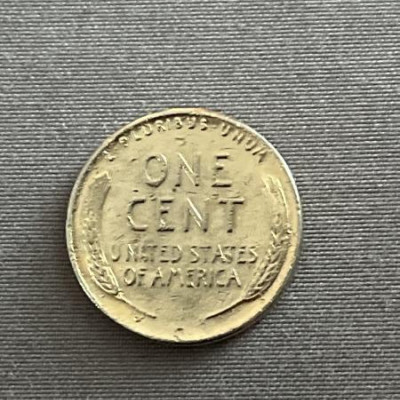 E PLURIBUS UNUM
ONE
CENT
UNITED STATES
OF AMERICA